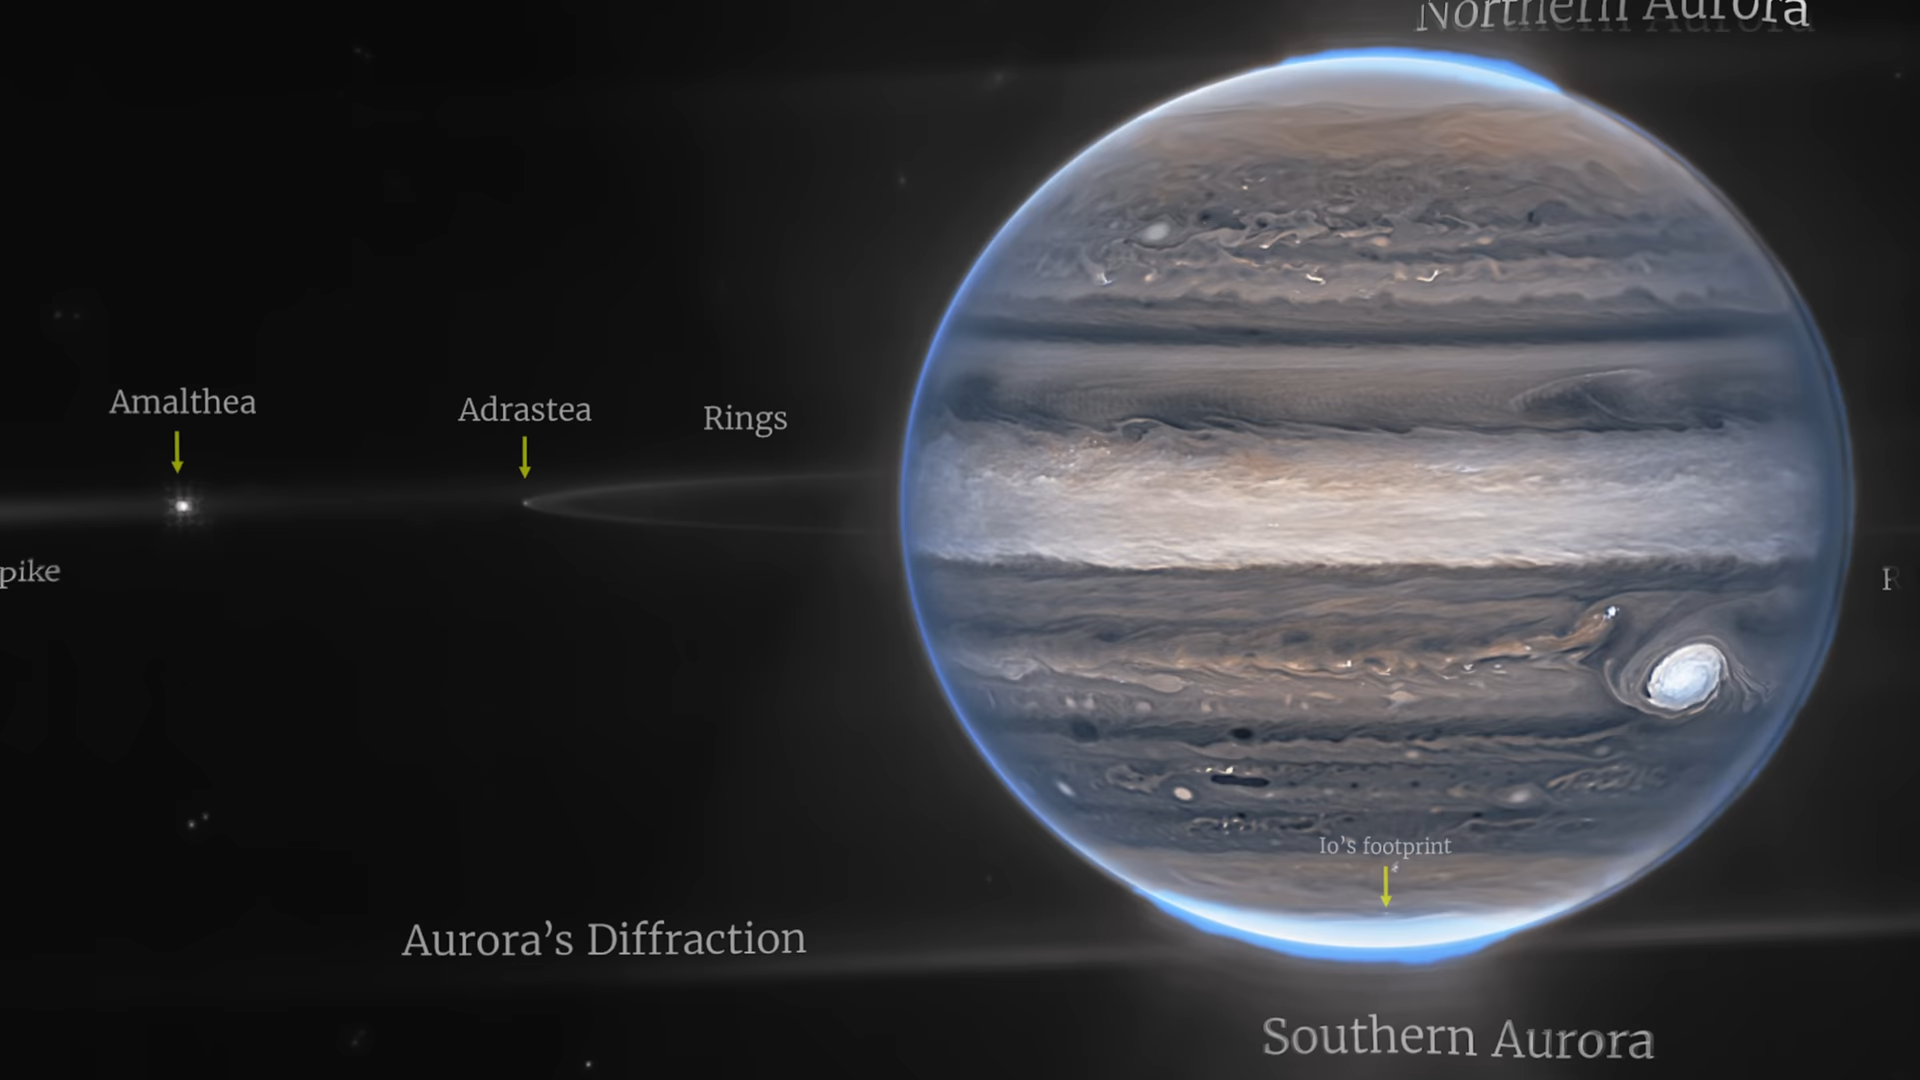 Northern Aurora
Amalthea
Adrastea
Rings
pike
Io's footprint
Aurora's Diffraction
Southern Aurora